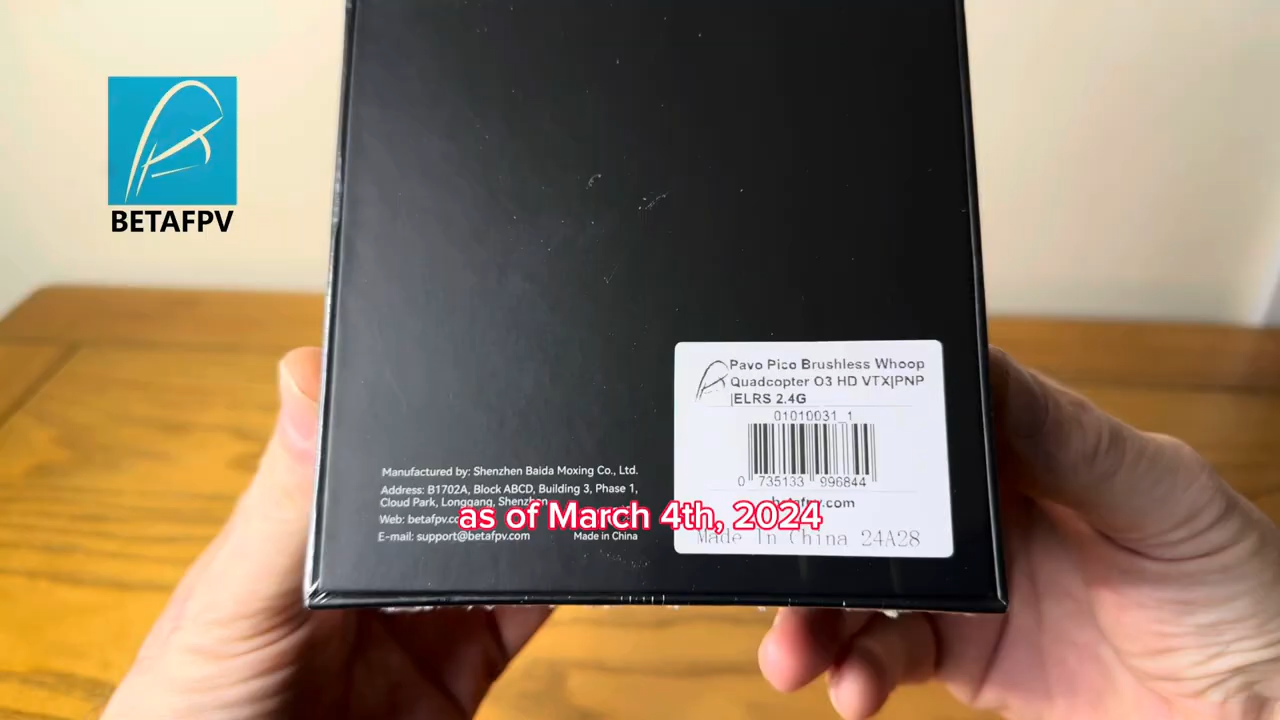 BETAFPV
Pavo Pico Brushless Whoop
Quadcopter O3 HD VTX|PNP
|ELRS 2.4G
01010031_1
0 735133 996844
betafpv.com
Made In China 24A28
Manufactured by: Shenzhen Baida Moxing Co., Ltd.
Address: B1702A, Block ABCD, Building 3, Phase 1,
Cloud Park, Longgang, Shenzhen
Web: betafpv.c
E-mail: support@betafpv.com
Made in China
as of March 4th, 2024